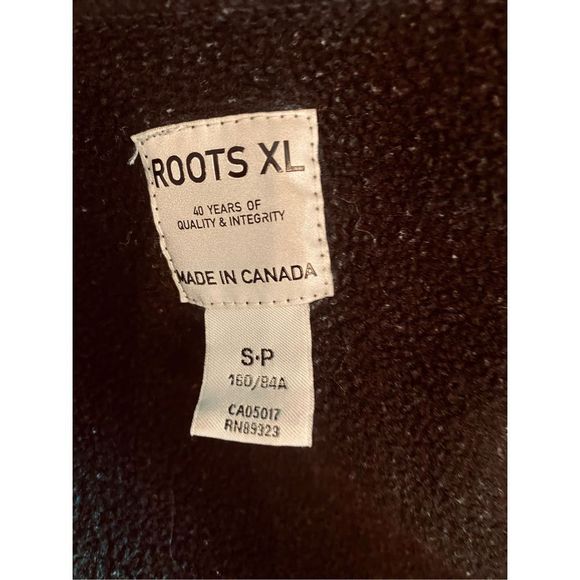 ROOTS XL
40 YEARS OF
QUALITY & INTEGRITY
MADE IN CANADA
S·P
160/84A
CA05017
RN89323